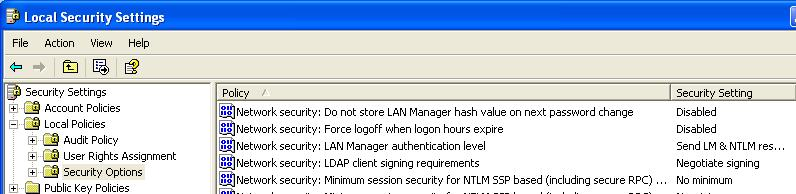 Local Security Settings
File Action View Help
Security Settings
Account Policies
Local Policies
Audit Policy
User Rights Assignment
Security Options
Public Key Policies
Policy Security Setting
Network security: Do not store LAN Manager hash value on next password change Disabled
Network security: Force logoff when logon hours expire Disabled
Network security: LAN Manager authentication level Send LM & NTLM res...
Network security: LDAP client signing requirements Negotiate signing
Network security: Minimum session security for NTLM SSP based (including secure RPC) ... No minimum